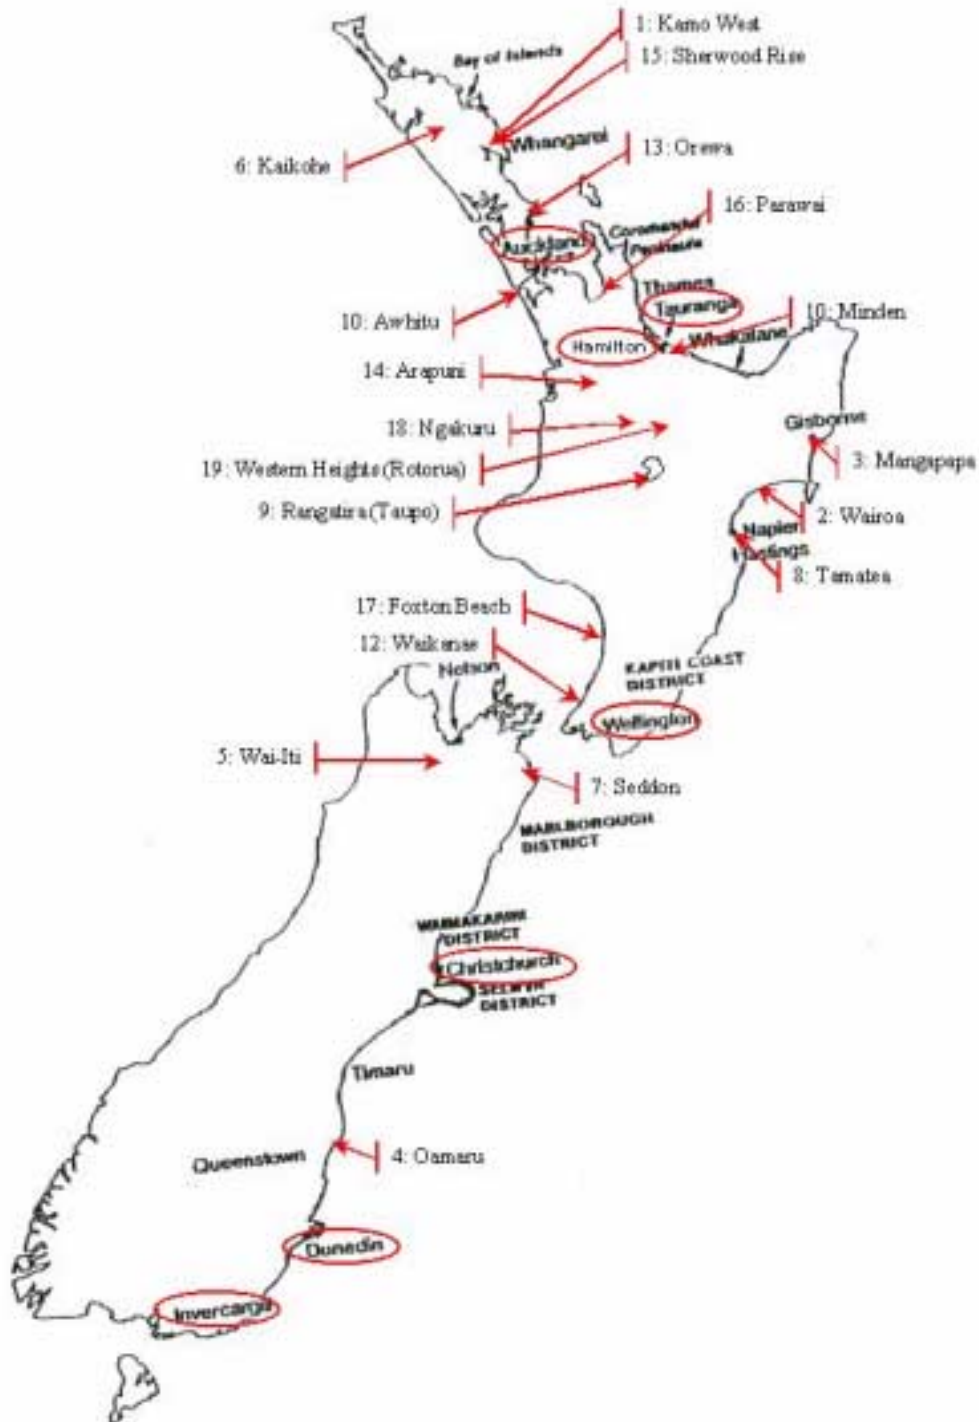 1: Kamo West
Bay of Islands
15: Sherwood Rise
Whangarei
13: Orewa
6: Kaikohe
16: Parawai
Coromandel
Auckland
Peninsula
Thames
Tauranga
10: Minden
10: Awhitu
Whakatane
Hamilton
14: Arapuni
Gisborne
18: Ngakuru
3: Mangapapa
19: Western Heights (Rotorua)
9: Rangatira (Taupo)
2: Wairoa
Napier
Hastings
8: Tamatea
17: Foxton Beach
12: Waikanae
KAPITI COAST
DISTRICT
Nelson
Wellington
5: Wai-Iti
7: Seddon
MARLBOROUGH
DISTRICT
WAIMAKARIRI
DISTRICT
Christchurch
SELWYN
DISTRICT
Timaru
Queenstown
4: Oamaru
Dunedin
Invercargill